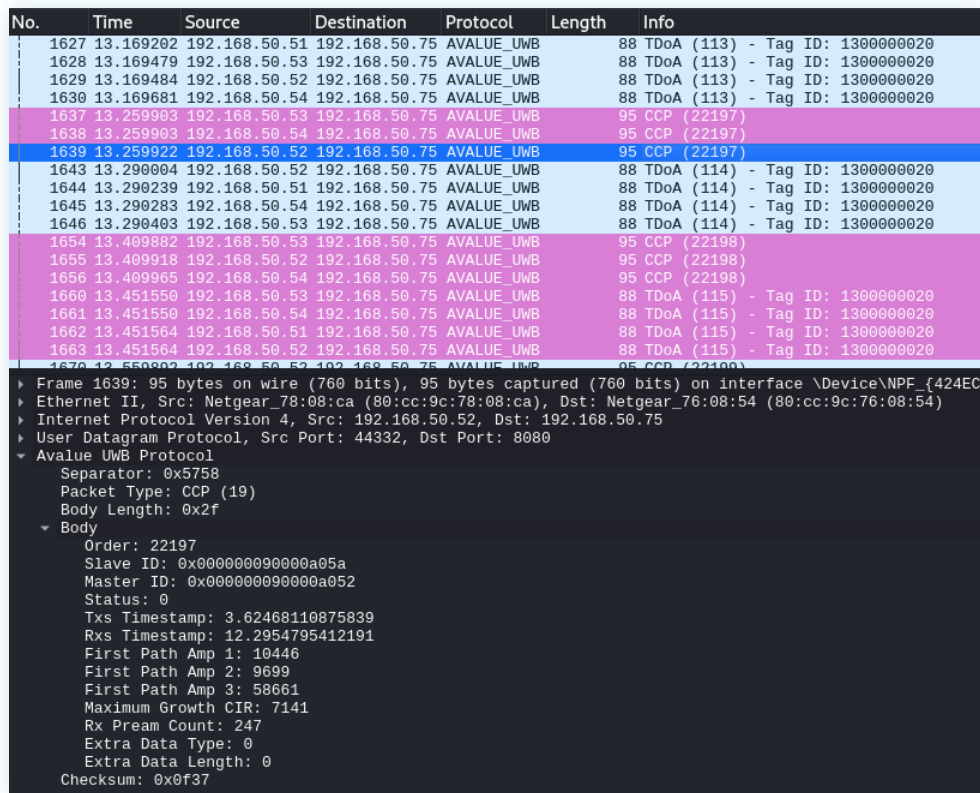 No. Time Source Destination Protocol Length Info
1627 13.169202 192.168.50.51 192.168.50.75 AVALUE_UWB 88 TDoA (113) - Tag ID: 1300000020
1628 13.169479 192.168.50.53 192.168.50.75 AVALUE_UWB 88 TDoA (113) - Tag ID: 1300000020
1629 13.169484 192.168.50.52 192.168.50.75 AVALUE_UWB 88 TDoA (113) - Tag ID: 1300000020
1630 13.169681 192.168.50.54 192.168.50.75 AVALUE_UWB 88 TDoA (113) - Tag ID: 1300000020
1637 13.259903 192.168.50.53 192.168.50.75 AVALUE_UWB 95 CCP (22197)
1638 13.259903 192.168.50.54 192.168.50.75 AVALUE_UWB 95 CCP (22197)
1639 13.259922 192.168.50.52 192.168.50.75 AVALUE_UWB 95 CCP (22197)
1643 13.290004 192.168.50.52 192.168.50.75 AVALUE_UWB 88 TDoA (114) - Tag ID: 1300000020
1644 13.290239 192.168.50.51 192.168.50.75 AVALUE_UWB 88 TDoA (114) - Tag ID: 1300000020
1645 13.290283 192.168.50.54 192.168.50.75 AVALUE_UWB 88 TDoA (114) - Tag ID: 1300000020
1646 13.290403 192.168.50.53 192.168.50.75 AVALUE_UWB 88 TDoA (114) - Tag ID: 1300000020
1654 13.409882 192.168.50.53 192.168.50.75 AVALUE_UWB 95 CCP (22198)
1655 13.409918 192.168.50.52 192.168.50.75 AVALUE_UWB 95 CCP (22198)
1656 13.409965 192.168.50.54 192.168.50.75 AVALUE_UWB 95 CCP (22198)
1660 13.451550 192.168.50.53 192.168.50.75 AVALUE_UWB 88 TDoA (115) - Tag ID: 1300000020
1661 13.451550 192.168.50.54 192.168.50.75 AVALUE_UWB 88 TDoA (115) - Tag ID: 1300000020
1662 13.451564 192.168.50.51 192.168.50.75 AVALUE_UWB 88 TDoA (115) - Tag ID: 1300000020
1663 13.451564 192.168.50.52 192.168.50.75 AVALUE_UWB 88 TDoA (115) - Tag ID: 1300000020
Frame 1639: 95 bytes on wire (760 bits), 95 bytes captured (760 bits) on interface \Device\NPF_{424EC
Ethernet II, Src: Netgear_78:08:ca (80:cc:9c:78:08:ca), Dst: Netgear_76:08:54 (80:cc:9c:76:08:54)
Internet Protocol Version 4, Src: 192.168.50.52, Dst: 192.168.50.75
User Datagram Protocol, Src Port: 44332, Dst Port: 8080
Avalue UWB Protocol
Separator: 0x5758
Packet Type: CCP (19)
Body Length: 0x2f
Body
Order: 22197
Slave ID: 0x000000090000a05a
Master ID: 0x000000090000a052
Status: 0
Txs Timestamp: 3.62468110875839
Rxs Timestamp: 12.2954795412191
First Path Amp 1: 10446
First Path Amp 2: 9699
First Path Amp 3: 58661
Maximum Growth CIR: 7141
Rx Pream Count: 247
Extra Data Type: 0
Extra Data Length: 0
Checksum: 0x0f37